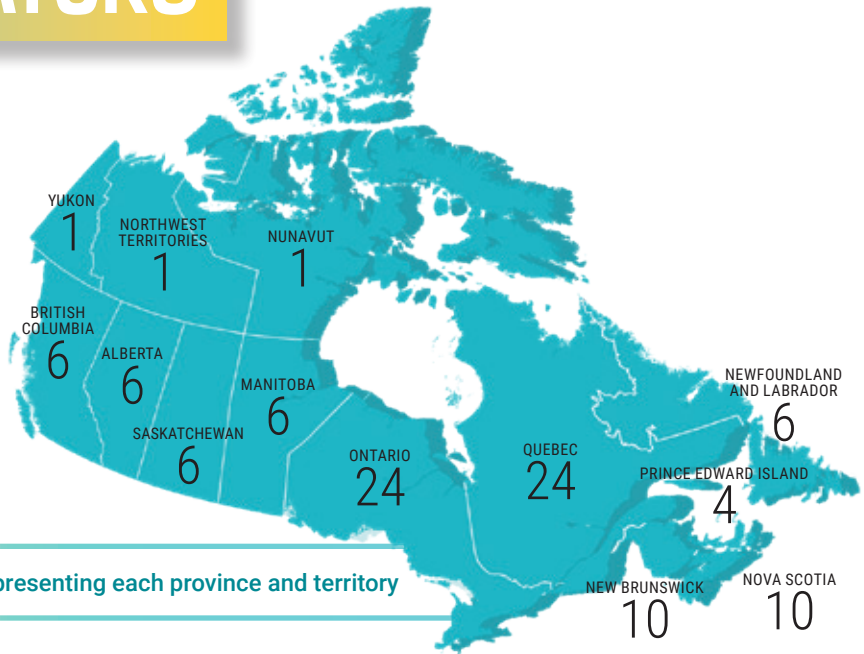 YUKON
1
NORTHWEST
TERRITORIES
1
NUNAVUT
1
BRITISH
COLUMBIA
6
ALBERTA
6
SASKATCHEWAN
6
MANITOBA
6
ONTARIO
24
QUEBEC
24
NEWFOUNDLAND
AND LABRADOR
6
PRINCE EDWARD ISLAND
4
NEW BRUNSWICK
10
NOVA SCOTIA
10
each province and territory